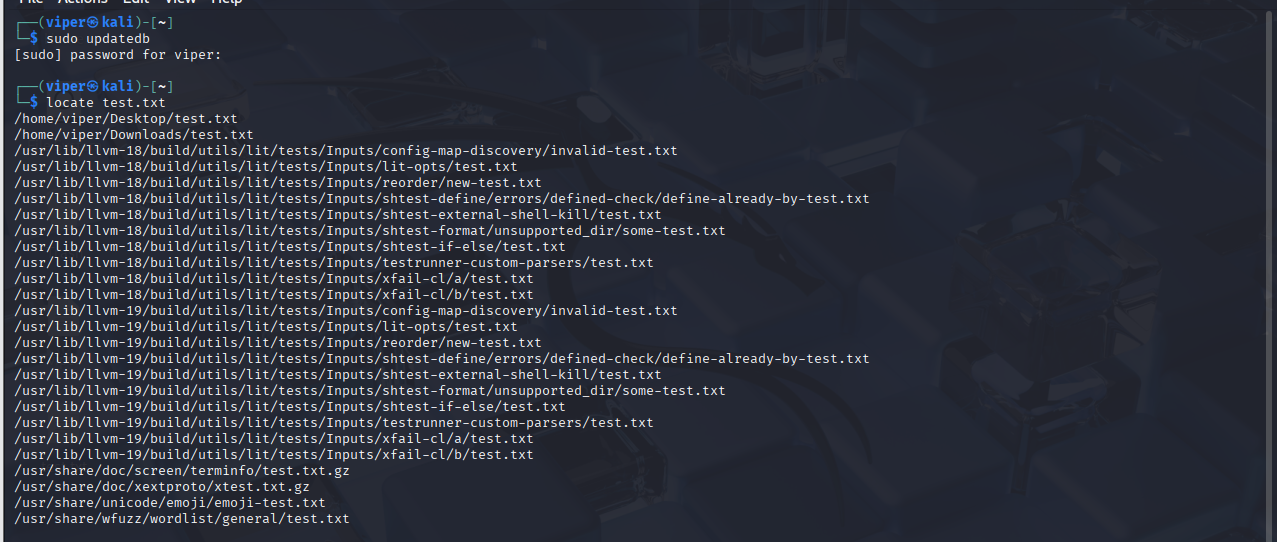 File Actions Edit View Help
┌──(viper㉿kali)-[~]
└─$ sudo updatedb
[sudo] password for viper:
┌──(viper㉿kali)-[~]
└─$ locate test.txt
/home/viper/Desktop/test.txt
/home/viper/Downloads/test.txt
/usr/lib/llvm-18/build/utils/lit/tests/Inputs/config-map-discovery/invalid-test.txt
/usr/lib/llvm-18/build/utils/lit/tests/Inputs/lit-opts/test.txt
/usr/lib/llvm-18/build/utils/lit/tests/Inputs/reorder/new-test.txt
/usr/lib/llvm-18/build/utils/lit/tests/Inputs/shtest-define/errors/defined-check/define-already-by-test.txt
/usr/lib/llvm-18/build/utils/lit/tests/Inputs/shtest-external-shell-kill/test.txt
/usr/lib/llvm-18/build/utils/lit/tests/Inputs/shtest-format/unsupported_dir/some-test.txt
/usr/lib/llvm-18/build/utils/lit/tests/Inputs/shtest-if-else/test.txt
/usr/lib/llvm-18/build/utils/lit/tests/Inputs/testrunner-custom-parsers/test.txt
/usr/lib/llvm-18/build/utils/lit/tests/Inputs/xfail-cl/a/test.txt
/usr/lib/llvm-18/build/utils/lit/tests/Inputs/xfail-cl/b/test.txt
/usr/lib/llvm-19/build/utils/lit/tests/Inputs/config-map-discovery/invalid-test.txt
/usr/lib/llvm-19/build/utils/lit/tests/Inputs/lit-opts/test.txt
/usr/lib/llvm-19/build/utils/lit/tests/Inputs/reorder/new-test.txt
/usr/lib/llvm-19/build/utils/lit/tests/Inputs/shtest-define/errors/defined-check/define-already-by-test.txt
/usr/lib/llvm-19/build/utils/lit/tests/Inputs/shtest-external-shell-kill/test.txt
/usr/lib/llvm-19/build/utils/lit/tests/Inputs/shtest-format/unsupported_dir/some-test.txt
/usr/lib/llvm-19/build/utils/lit/tests/Inputs/shtest-if-else/test.txt
/usr/lib/llvm-19/build/utils/lit/tests/Inputs/testrunner-custom-parsers/test.txt
/usr/lib/llvm-19/build/utils/lit/tests/Inputs/xfail-cl/a/test.txt
/usr/lib/llvm-19/build/utils/lit/tests/Inputs/xfail-cl/b/test.txt
/usr/share/doc/screen/terminfo/test.txt.gz
/usr/share/doc/xextproto/xtest.txt.gz
/usr/share/unicode/emoji/emoji-test.txt
/usr/share/wfuzz/wordlist/general/test.txt